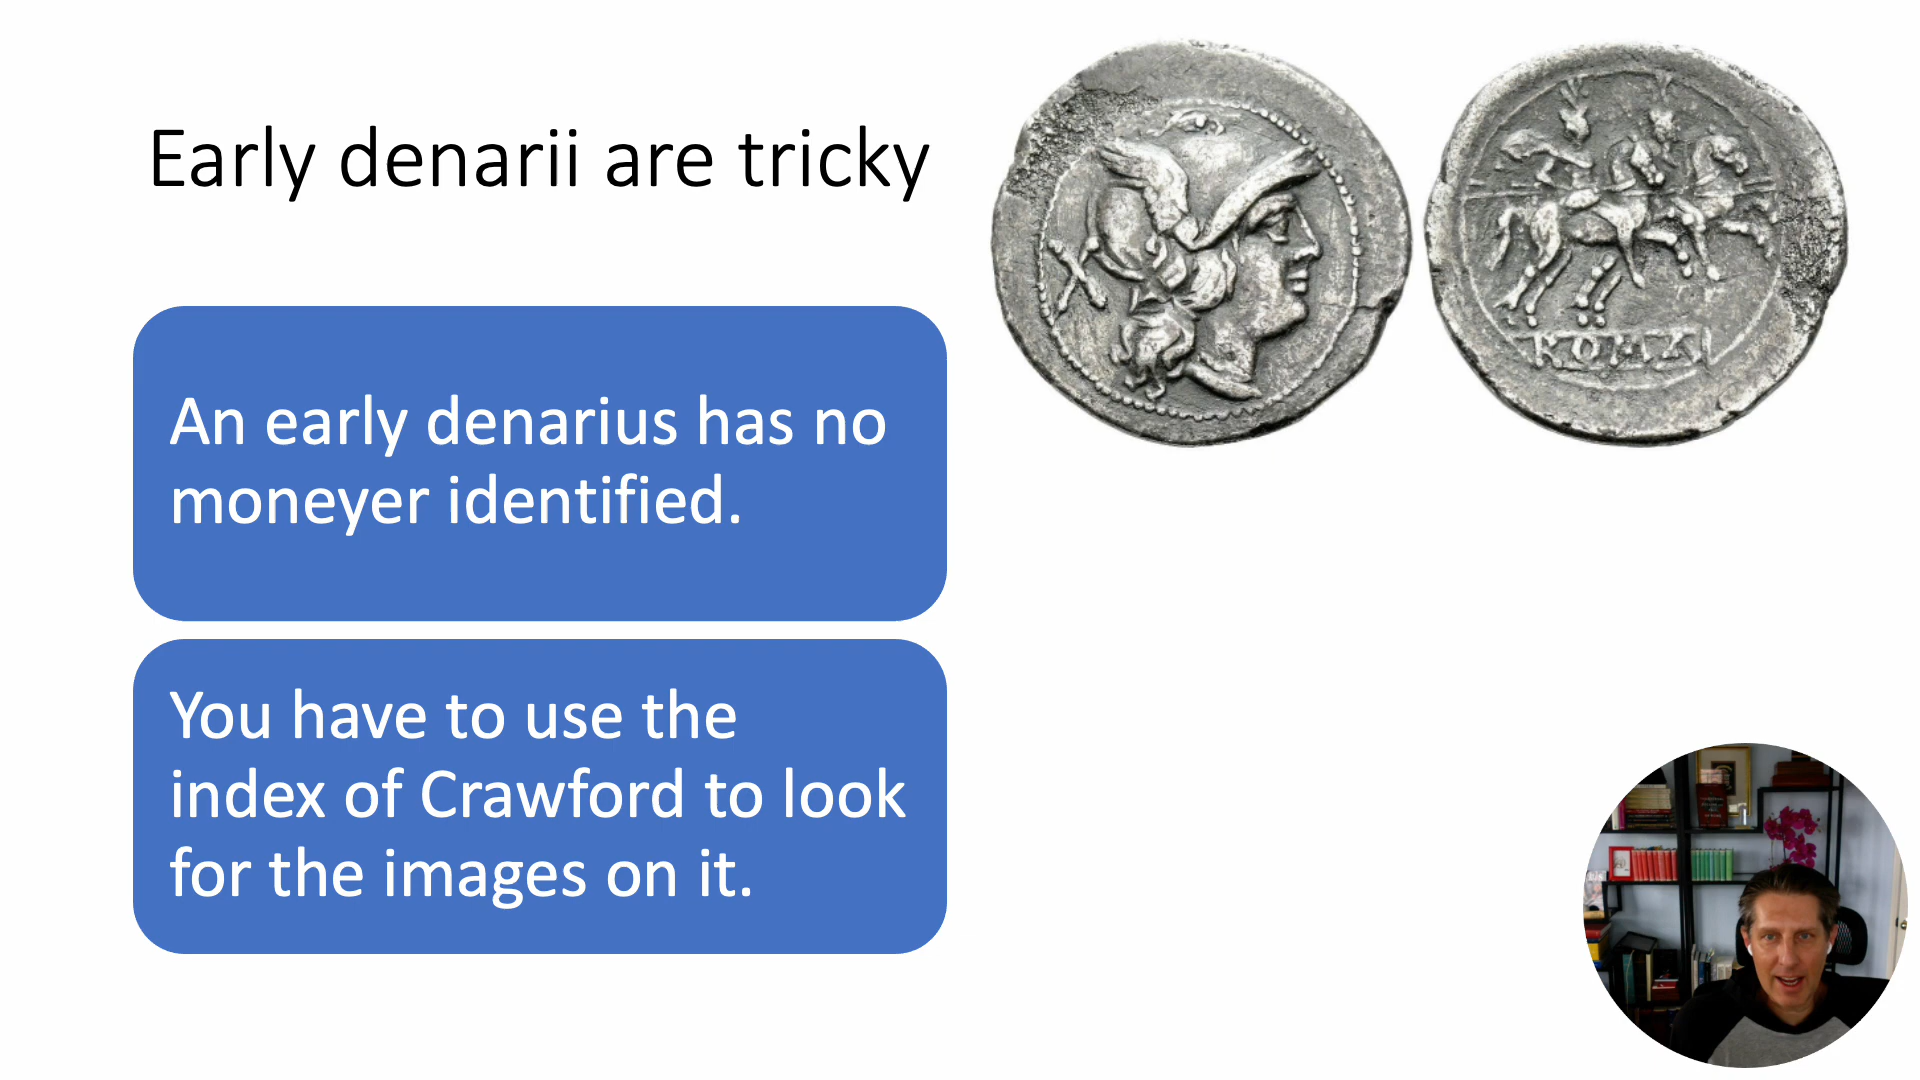 Early denarii are tricky
An early denarius has no
moneyer identified.
You have to use the
index of Crawford to look
for the images on it.
X
ROMA